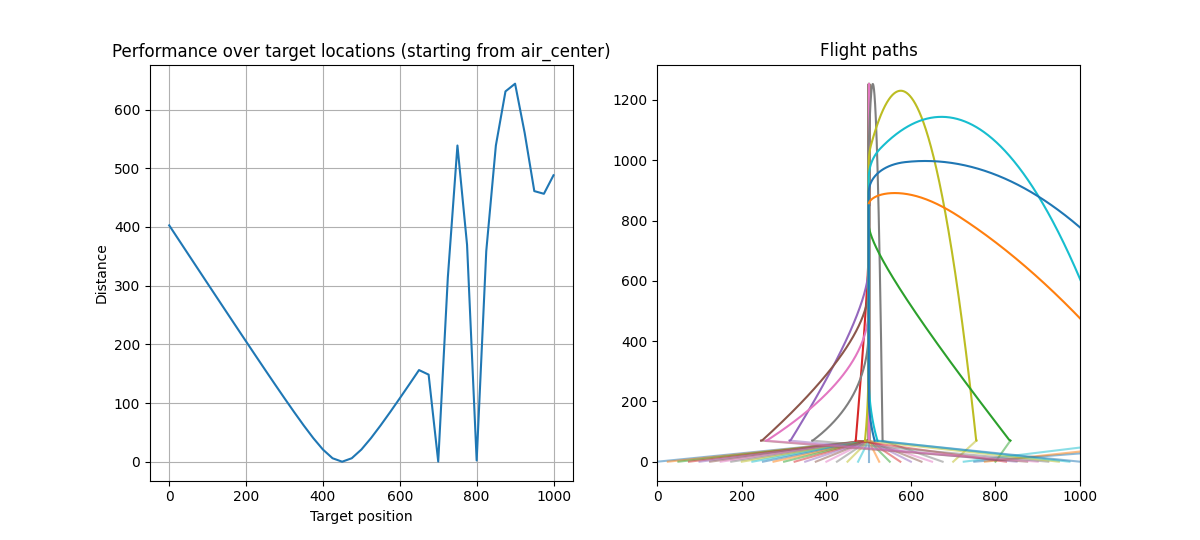 Performance over target locations (starting from air_center)
600
500
400
300
200
100
0
Distance
0 200 400 600 800 1000
Target position
Flight paths
1200
1000
800
600
400
200
0
0 200 400 600 800 1000